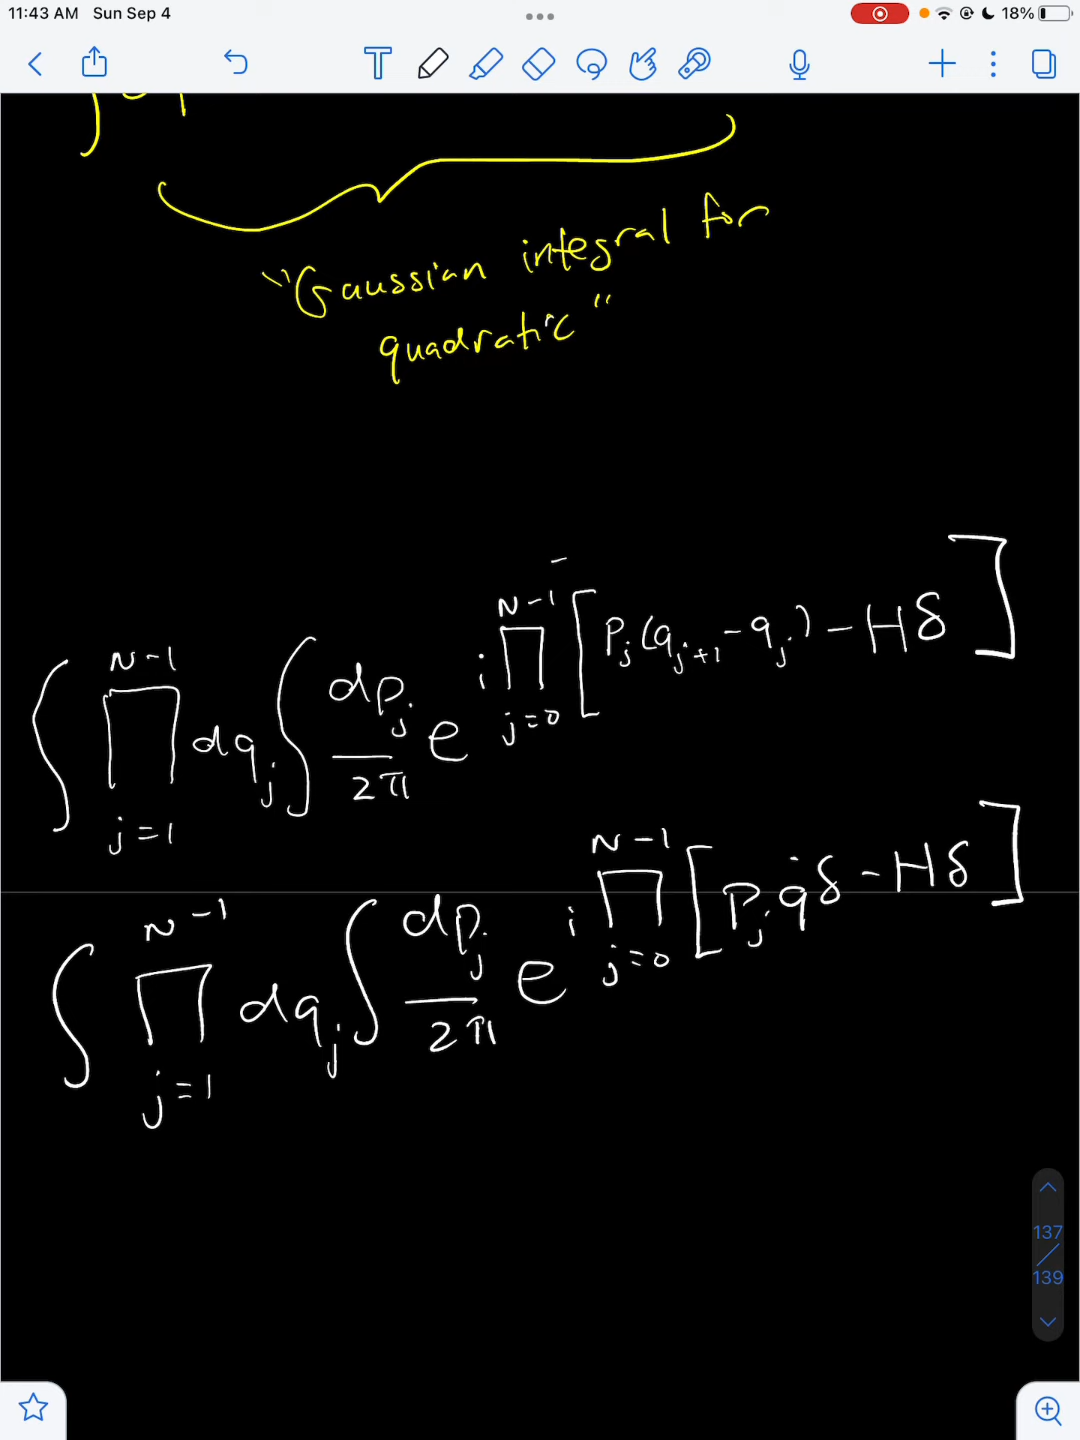 11:43 AM Sun Sep 4
18%
T
"Gaussian integral for
quadratic"
∫ ∏_{j=1}^{N-1} dq_j ∫ dp_j/2π e^{i ∏_{j=0}^{N-1} [P_j(q_{j+1} - q_j) - Hδ]}
∫ ∏_{j=1}^{N-1} dq_j ∫ dp_j/2π e^{i ∏_{j=0}^{N-1} [P_j q̇δ - Hδ]}
137
/
139